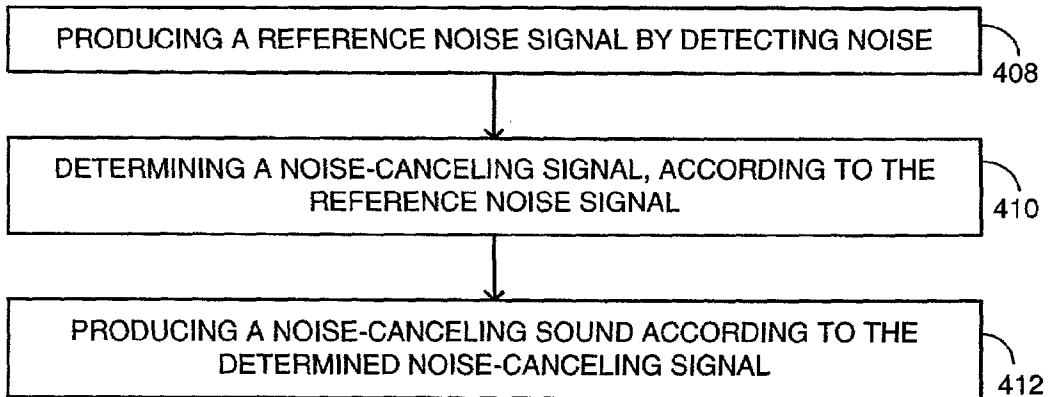 PRODUCING A REFERENCE NOISE SIGNAL BY DETECTING NOISE
408
DETERMINING A NOISE-CANCELING SIGNAL, ACCORDING TO THE
REFERENCE NOISE SIGNAL
410
PRODUCING A NOISE-CANCELING SOUND ACCORDING TO THE
DETERMINED NOISE-CANCELING SIGNAL
412